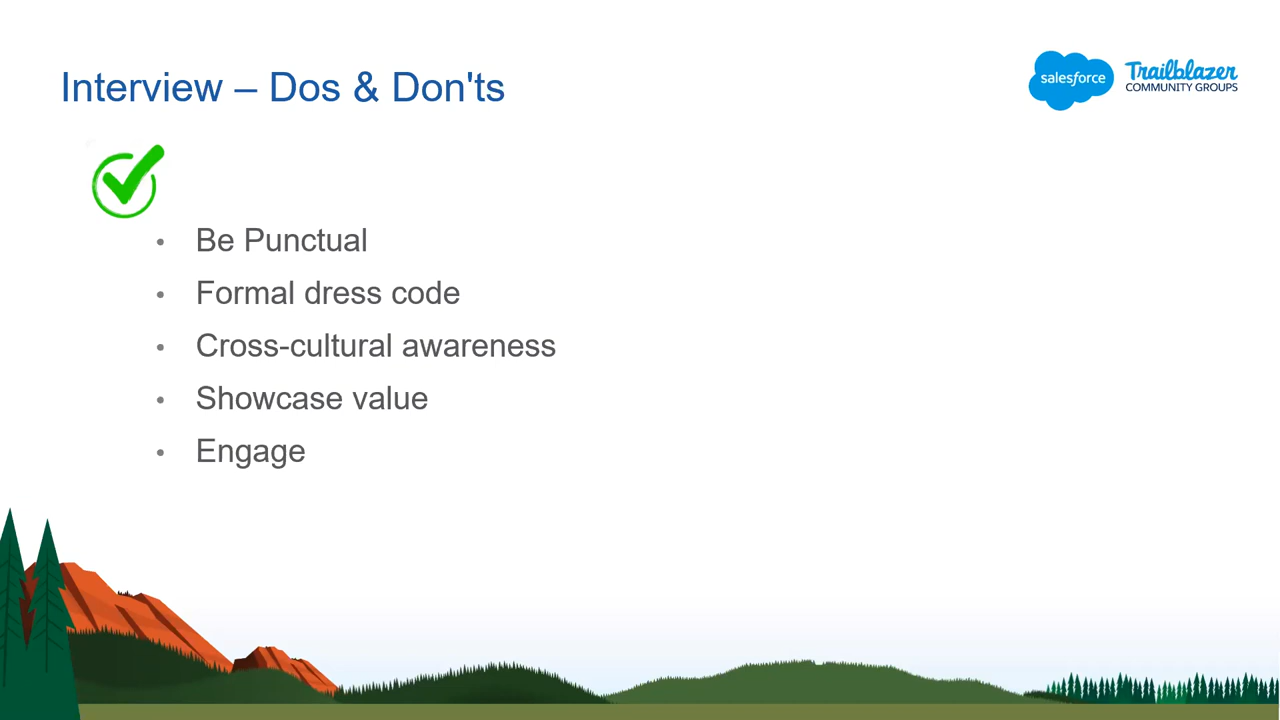 Interview – Dos & Don'ts
salesforce
Trailblazer
COMMUNITY GROUPS
• Be Punctual
• Formal dress code
• Cross-cultural awareness
• Showcase value
• Engage